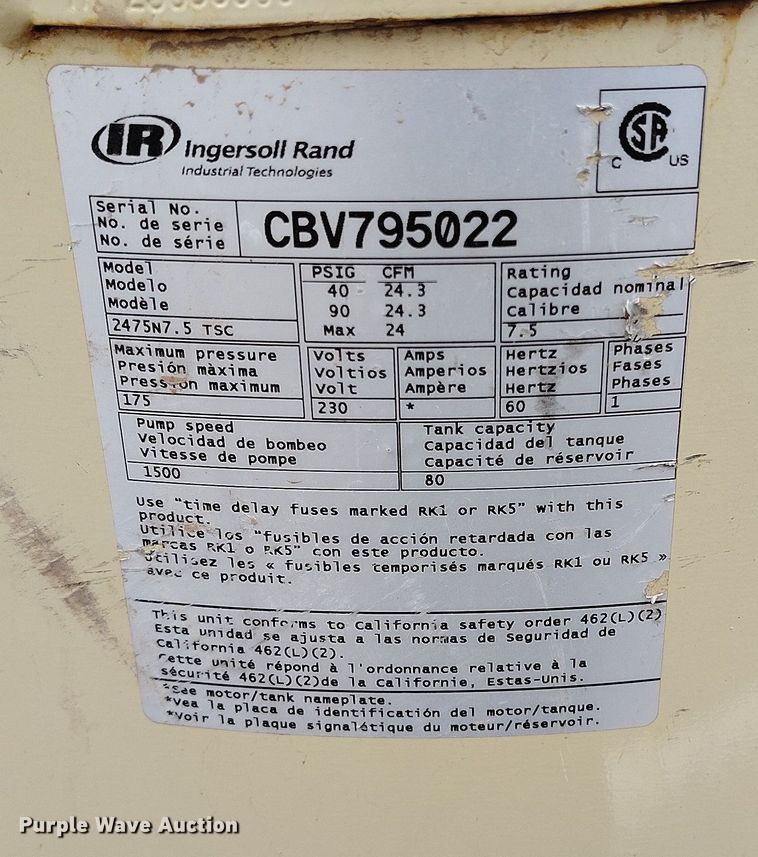 IR Ingersoll Rand
Industrial Technologies
C SA US
Serial No.
No. de serie
No. de série
CBV795022
Model
Modelo
Modèle
2475N7.5 TSC
PSIG CFM
40 24.3
90 24.3
Max 24
Rating
Capacidad nominal
Calibre
7.5
Maximum pressure
Presión màxima
Pression maximum
175
Volts
Voltios
Volt
230
Amps
Amperios
Ampère
*
Hertz
Hertzios
Hertz
60
Phases
Fases
Phases
1
Pump speed
Velocidad de bombeo
Vitesse de pompe
1500
Tank capacity
Capacidad del tanque
Capacité de réservoir
80
Use "time delay fuses marked RK1 or RK5" with this
product.
Utilice los "fusibles de acción retardada con las
marcas RK1 o RK5" con este producto.
Utilisez les « fusibles temporisés marqués RK1 ou RK5 »
avec ce produit.
This unit conforms to California safety order 462(L)(2)
Esta unidad se ajusta a las normas de Seguridad de
California 462(L)(2).
Cette unité répond à l'ordonnance relative à la
sécurité 462(L)(2)de la Californie, Estas-Unis.
*See motor/tank nameplate.
*Vea la placa de identificatión del motor/tanque.
*Voir la plaque signalétique du moteur/réservoir.
Purple Wave Auction